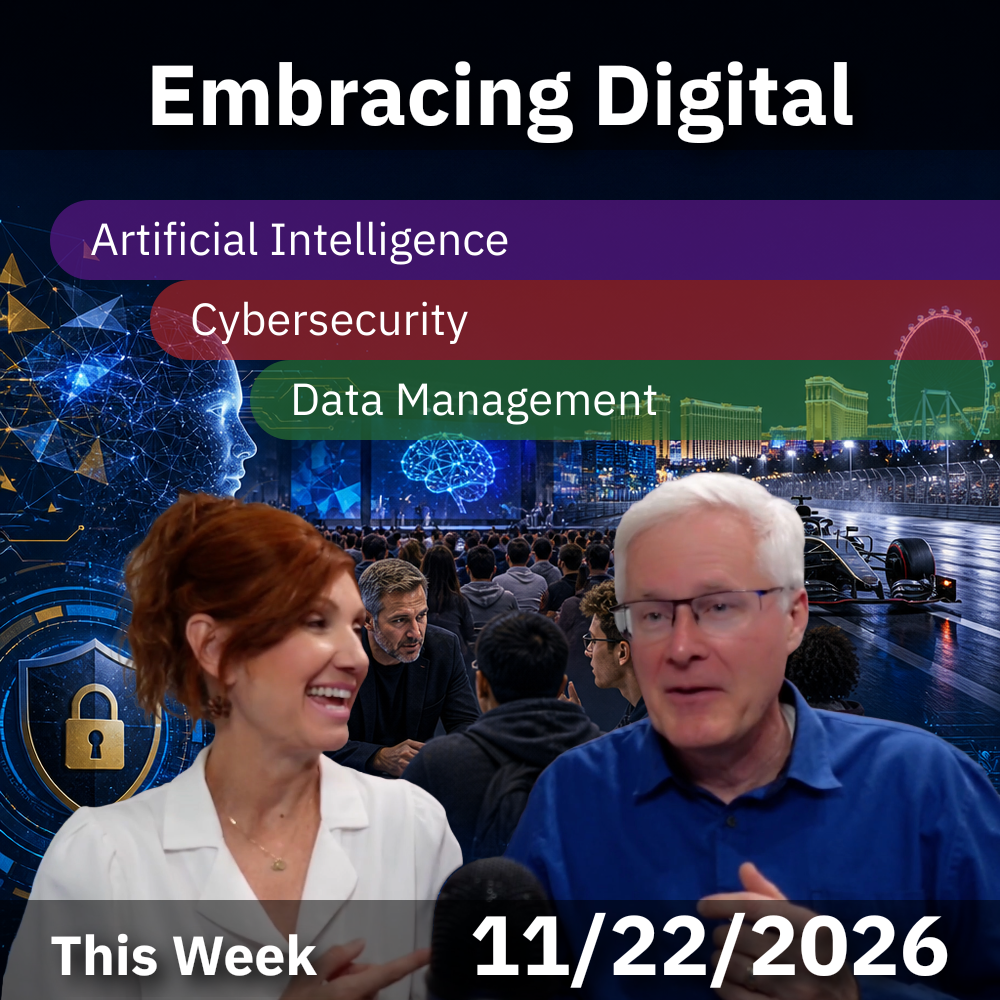 Embracing Digital
Artificial Intelligence
Cybersecurity
Data Management
This Week
11/22/2026